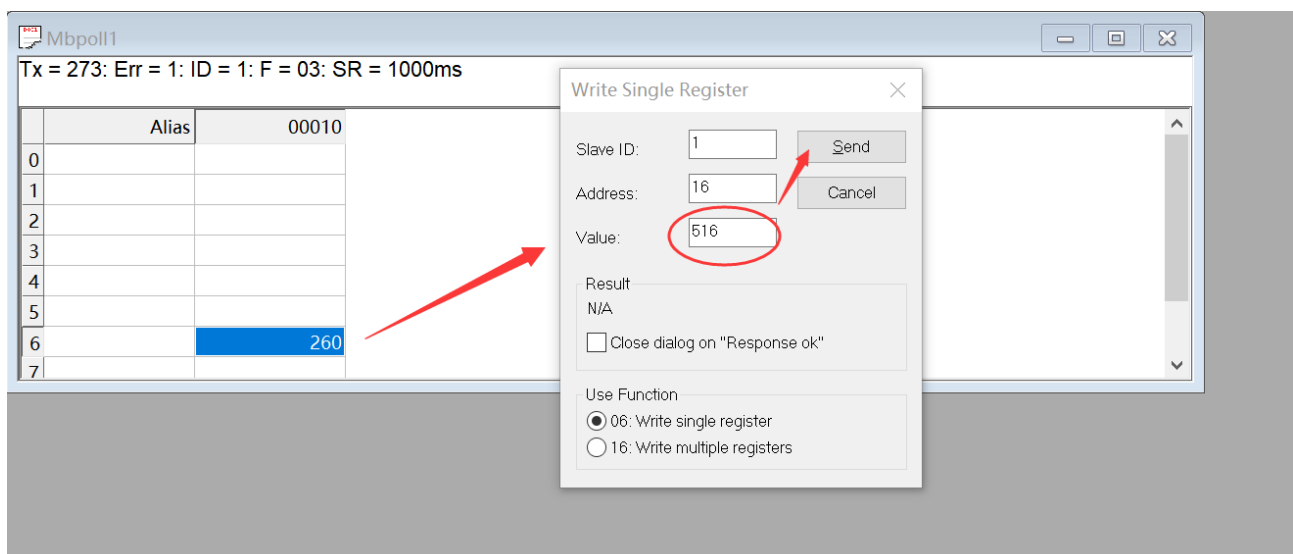 Mbpoll1
Tx = 273: Err = 1: ID = 1: F = 03: SR = 1000ms
Alias 00010
0
1
2
3
4
5
6 260
7
Write Single Register
Slave ID: 1 Send
Address: 16 Cancel
Value: 516
Result
N/A
Close dialog on "Response ok"
Use Function
06: Write single register
16: Write multiple registers